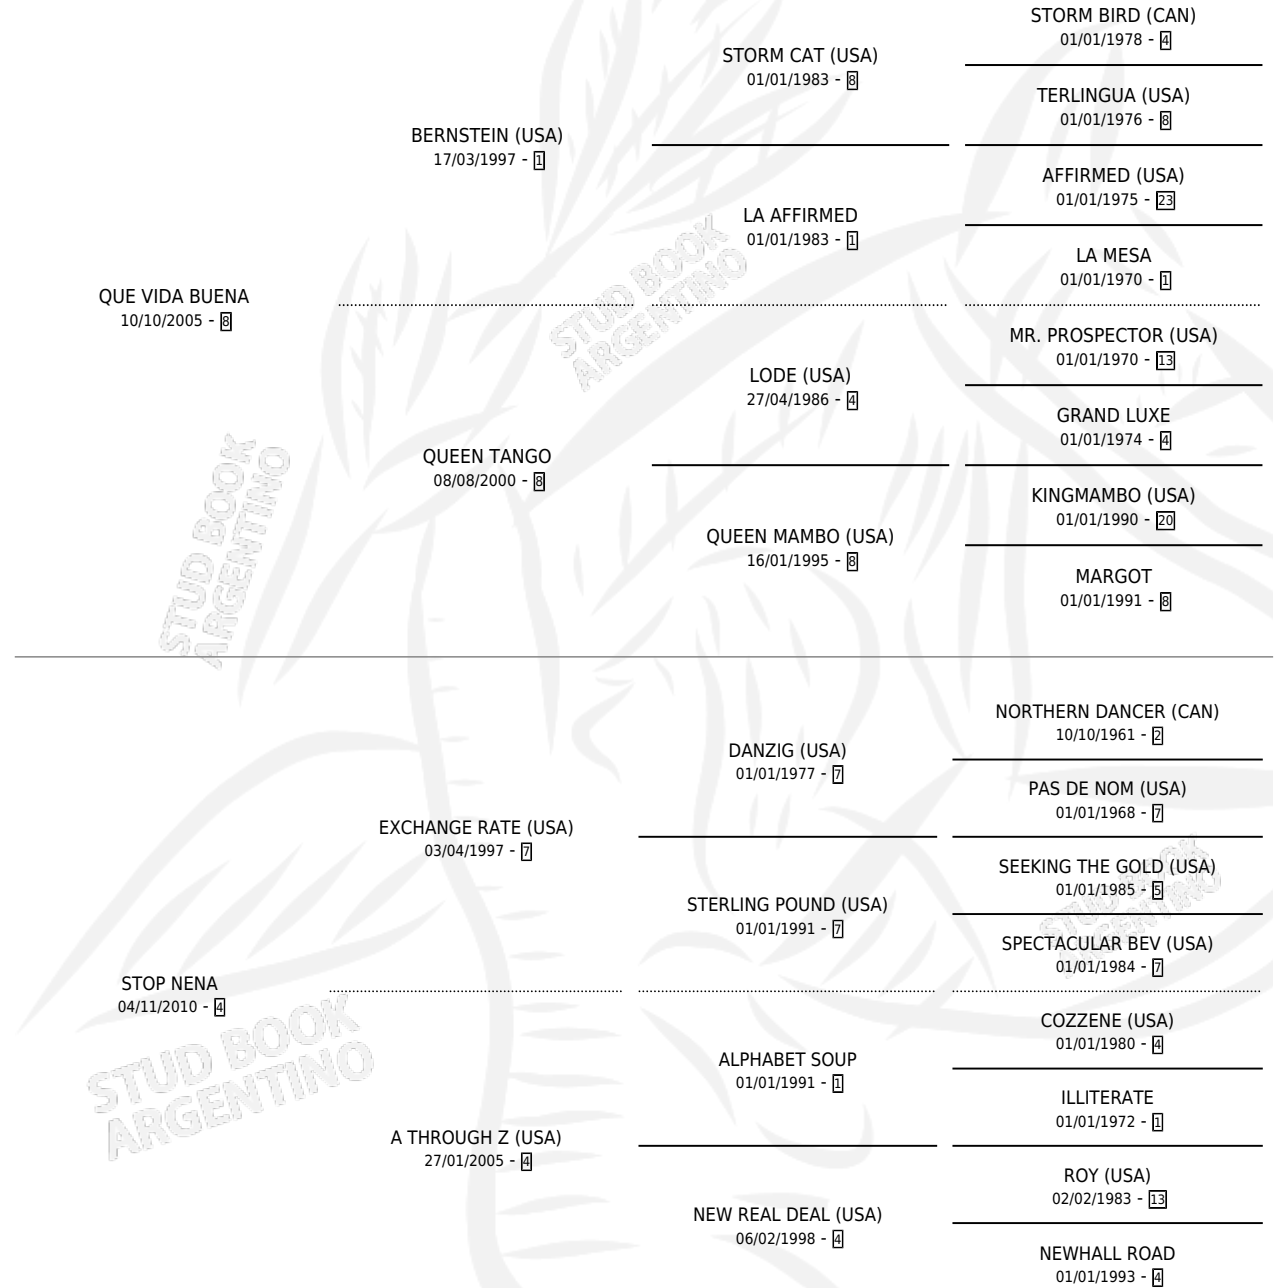 STORM BIRD (CAN)
01/01/1978 - 4
STORM CAT (USA)
01/01/1983 - 8
TERLINGUA (USA)
01/01/1976 - 8
BERNSTEIN (USA)
17/03/1997 - 1
AFFIRMED (USA)
01/01/1975 - 23
LA AFFIRMED
01/01/1983 - 1
LA MESA
01/01/1970 - 1
QUE VIDA BUENA
10/10/2005 - 8
MR. PROSPECTOR (USA)
01/01/1970 - 13
LODE (USA)
27/04/1986 - 4
GRAND LUXE
01/01/1974 - 4
QUEEN TANGO
08/08/2000 - 8
KINGMAMBO (USA)
01/01/1990 - 20
QUEEN MAMBO (USA)
16/01/1995 - 8
MARGOT
01/01/1991 - 8
NORTHERN DANCER (CAN)
10/10/1961 - 2
DANZIG (USA)
01/01/1977 - 7
PAS DE NOM (USA)
01/01/1968 - 7
EXCHANGE RATE (USA)
03/04/1997 - 7
SEEKING THE GOLD (USA)
01/01/1985 - 5
STERLING POUND (USA)
01/01/1991 - 7
SPECTACULAR BEV (USA)
01/01/1984 - 7
STOP NENA
04/11/2010 - 4
COZZENE (USA)
01/01/1980 - 4
ALPHABET SOUP
01/01/1991 - 1
ILLITERATE
01/01/1972 - 1
A THROUGH Z (USA)
27/01/2005 - 4
ROY (USA)
02/02/1983 - 13
NEW REAL DEAL (USA)
06/02/1998 - 4
NEWHALL ROAD
01/01/1993 - 4
STUD BOOK
ARGENTINO
STUD BOOK
ARGENTINO
STUD BOOK
ARGENTINO
STUD BOOK
ARGENTINO